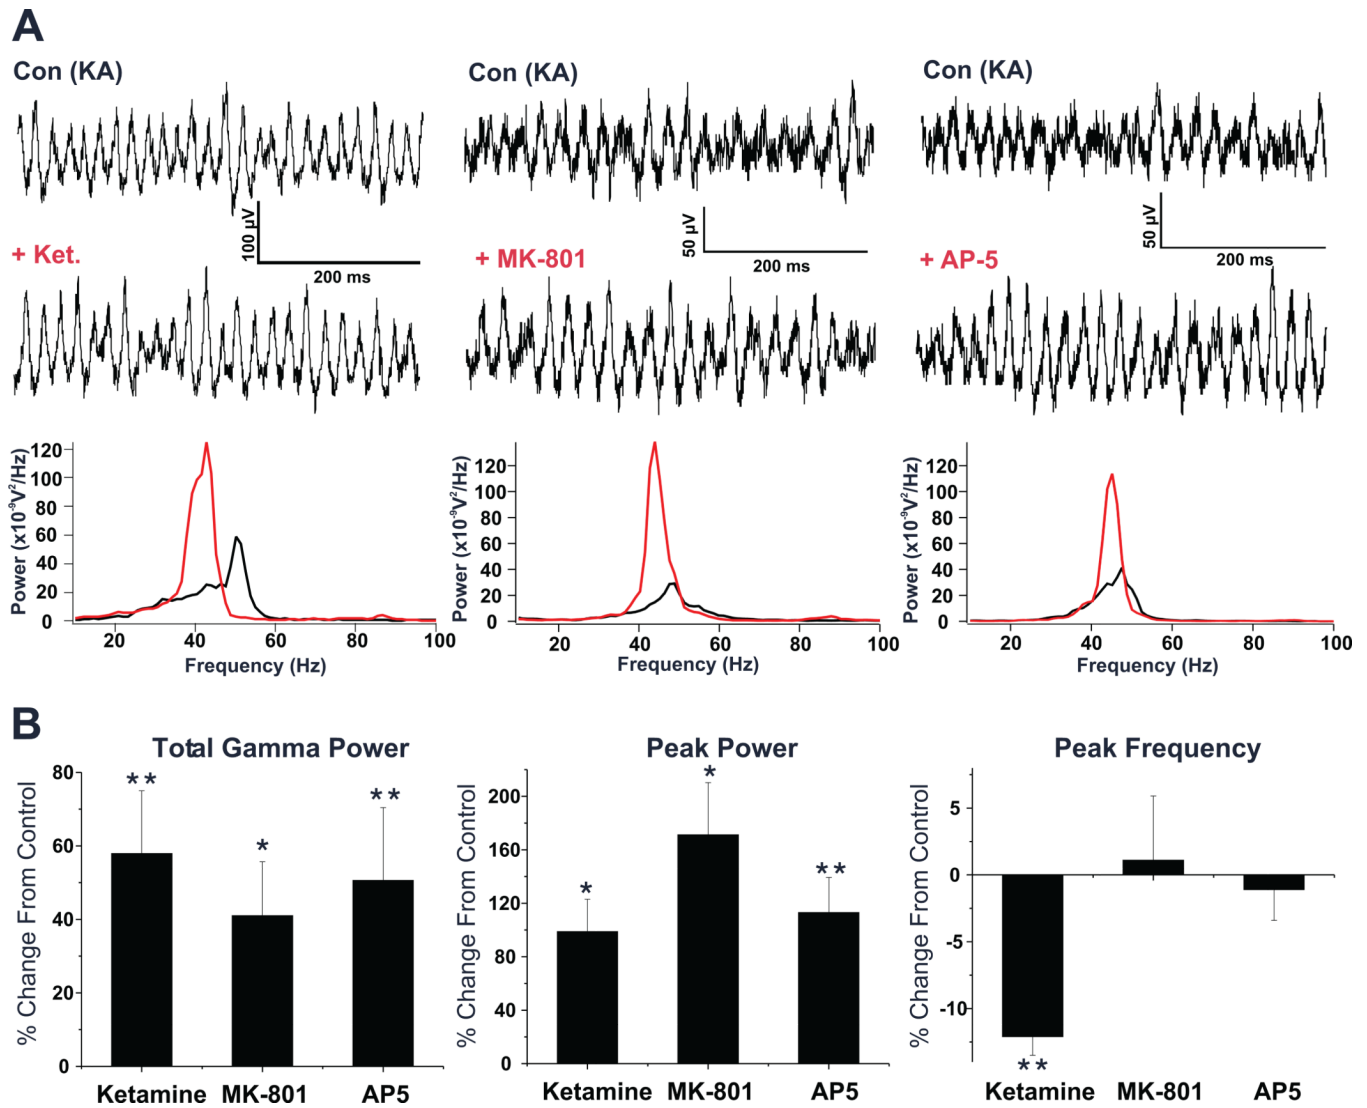 A
Con (KA)
Con (KA)
Con (KA)
100 µV
200 ms
50 µV
200 ms
50 µV
200 ms
+ Ket.
+ MK-801
+ AP-5
Power (x10⁻⁹V²/Hz)
120
100
80
60
40
20
0
20 40 60 80 100
Frequency (Hz)
Power (x10⁻⁹V²/Hz)
120
100
80
60
40
20
0
20 40 60 80 100
Frequency (Hz)
Power (x10⁻⁹V²/Hz)
120
100
80
60
40
20
0
20 40 60 80 100
Frequency (Hz)
B
Total Gamma Power
% Change From Control
80
60
40
20
0
** * **
Ketamine MK-801 AP5
Peak Power
% Change From Control
200
160
120
80
40
0
* * **
Ketamine MK-801 AP5
Peak Frequency
% Change From Control
5
0
-5
-10
**
Ketamine MK-801 AP5